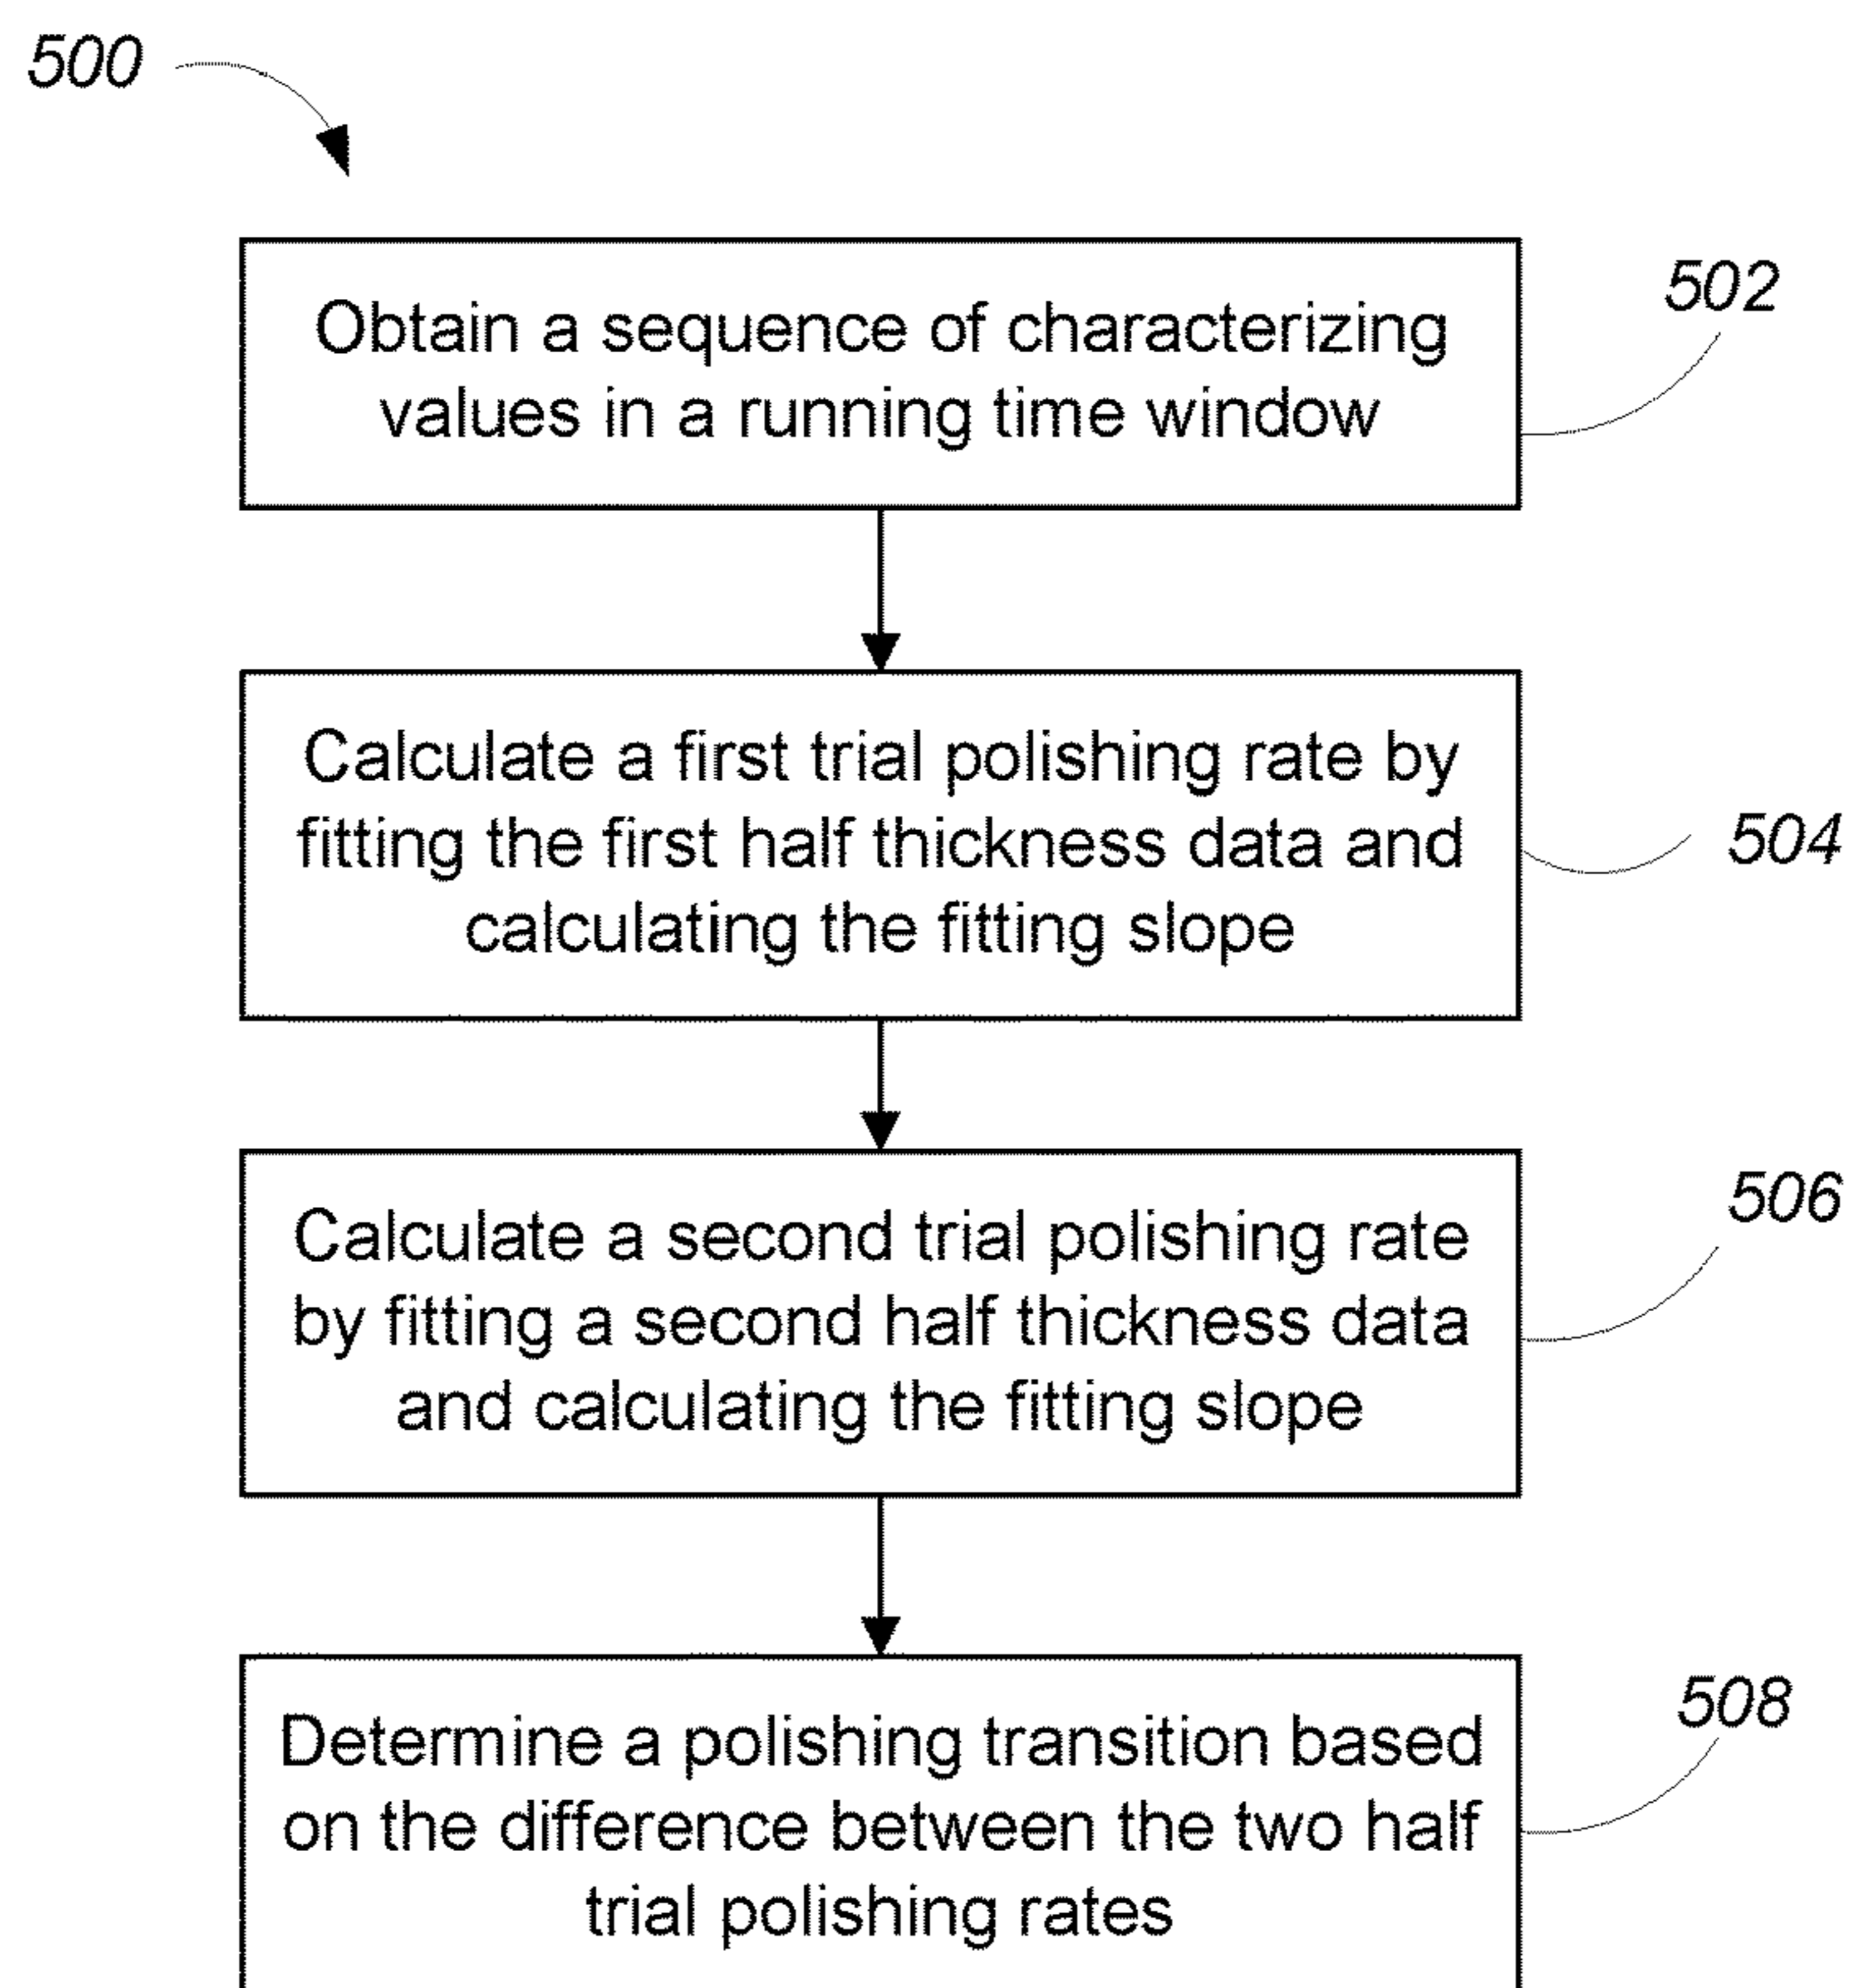 500
502
Obtain a sequence of characterizing
values in a running time window
Calculate a first trial polishing rate by
fitting the first half thickness data and
calculating the fitting slope
504
506
Calculate a second trial polishing rate
by fitting a second half thickness data
and calculating the fitting slope
508
Determine a polishing transition based
on the difference between the two half
trial polishing rates